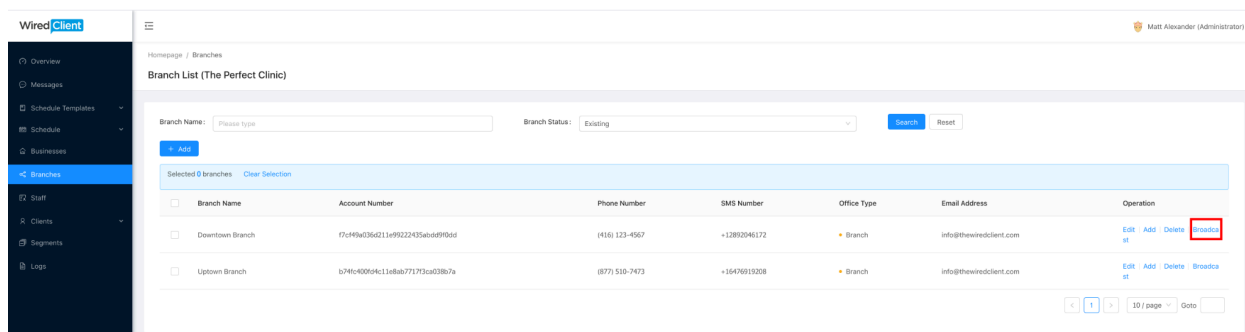 Wired Client
Matt Alexander (Administrator)
Homepage / Branches
Branch List (The Perfect Clinic)
Overview
Messages
Schedule Templates
Schedule
Businesses
Branches
Staff
Clients
Segments
Logs
Branch Name: Please type Branch Status: Existing Search Reset
+ Add
Selected 0 branches Clear Selection
Branch Name Account Number Phone Number SMS Number Office Type Email Address Operation
Downtown Branch f7cf49a036d211e99222435abdd9f0dd (416) 123-4567 +12892046172 Branch info@thewiredclient.com Edit Add Delete Broadca
st
Uptown Branch b74fc400fd4c11e8ab7717f3ca038b7a (877) 510-7473 +16476919208 Branch info@thewiredclient.com Edit Add Delete Broadca
st
< 1 > 10 / page Goto